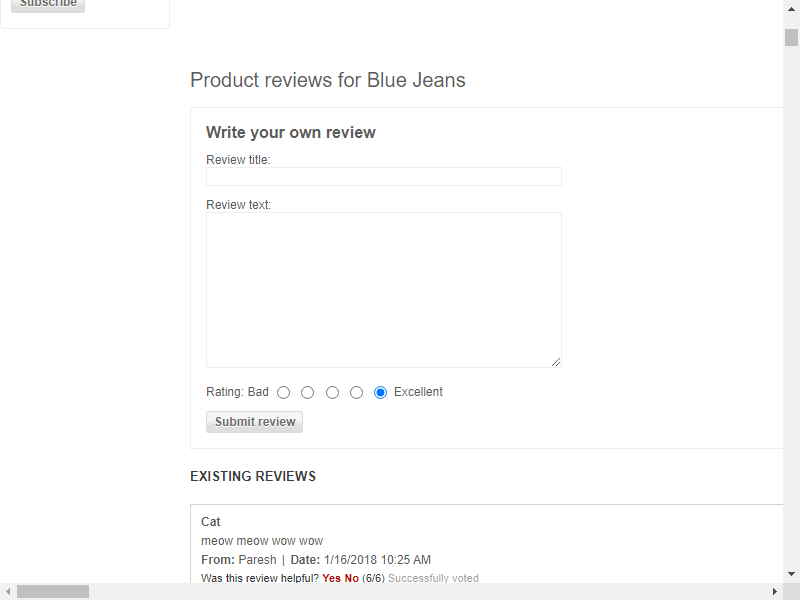 Subscribe
Product reviews for Blue Jeans
Write your own review
Review title:
Review text:
Rating: Bad Excellent
Submit review
EXISTING REVIEWS
Cat
meow meow wow wow
From: Paresh | Date: 1/16/2018 10:25 AM
Was this review helpful? Yes No (6/6) Successfully voted